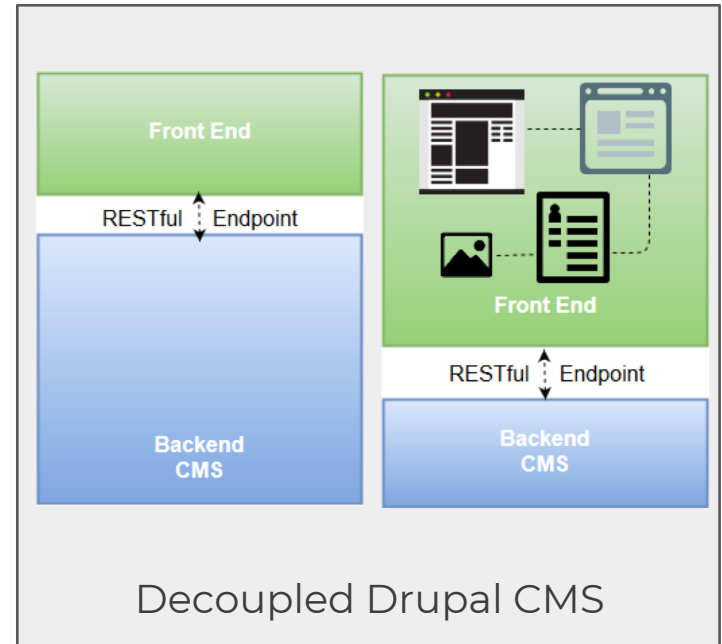 Front End
RESTful Endpoint
Backend
CMS
Front End
RESTful Endpoint
Backend
CMS
Decoupled Drupal CMS